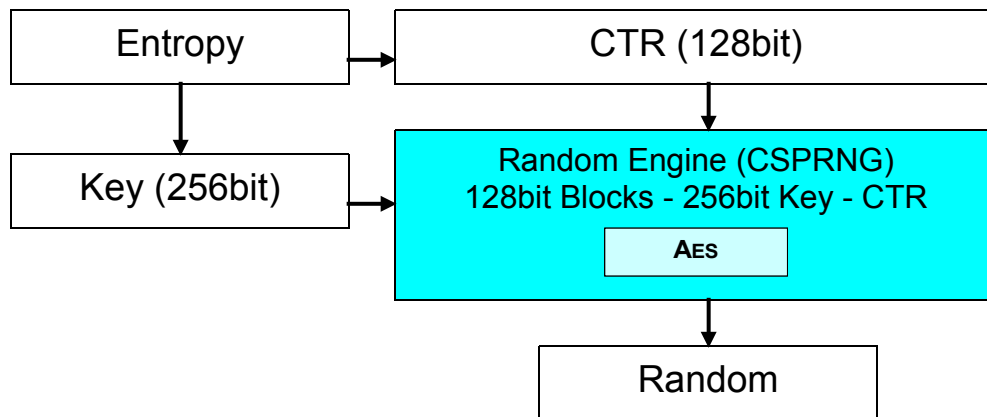 Entropy
CTR (128bit)
Key (256bit)
Random Engine (CSPRNG)
128bit Blocks - 256bit Key - CTR
AES
Random